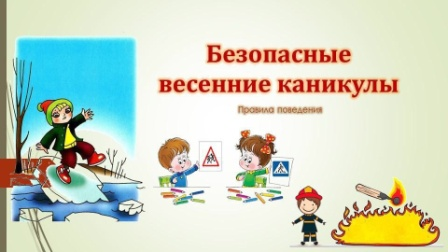 Безопасные
весенние каникулы
Правила поведения